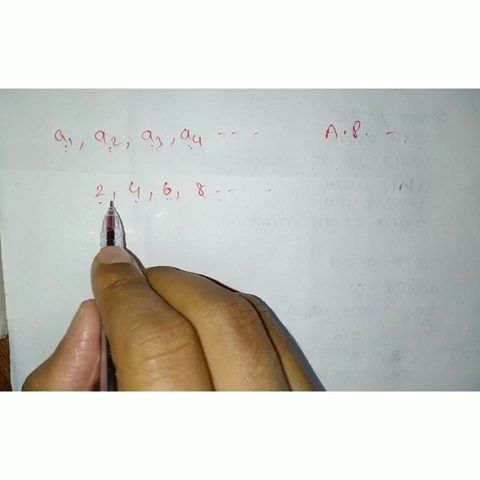 a1, a2, a3, a4 ---- A.P. -
2, 4, 6, 8 ---